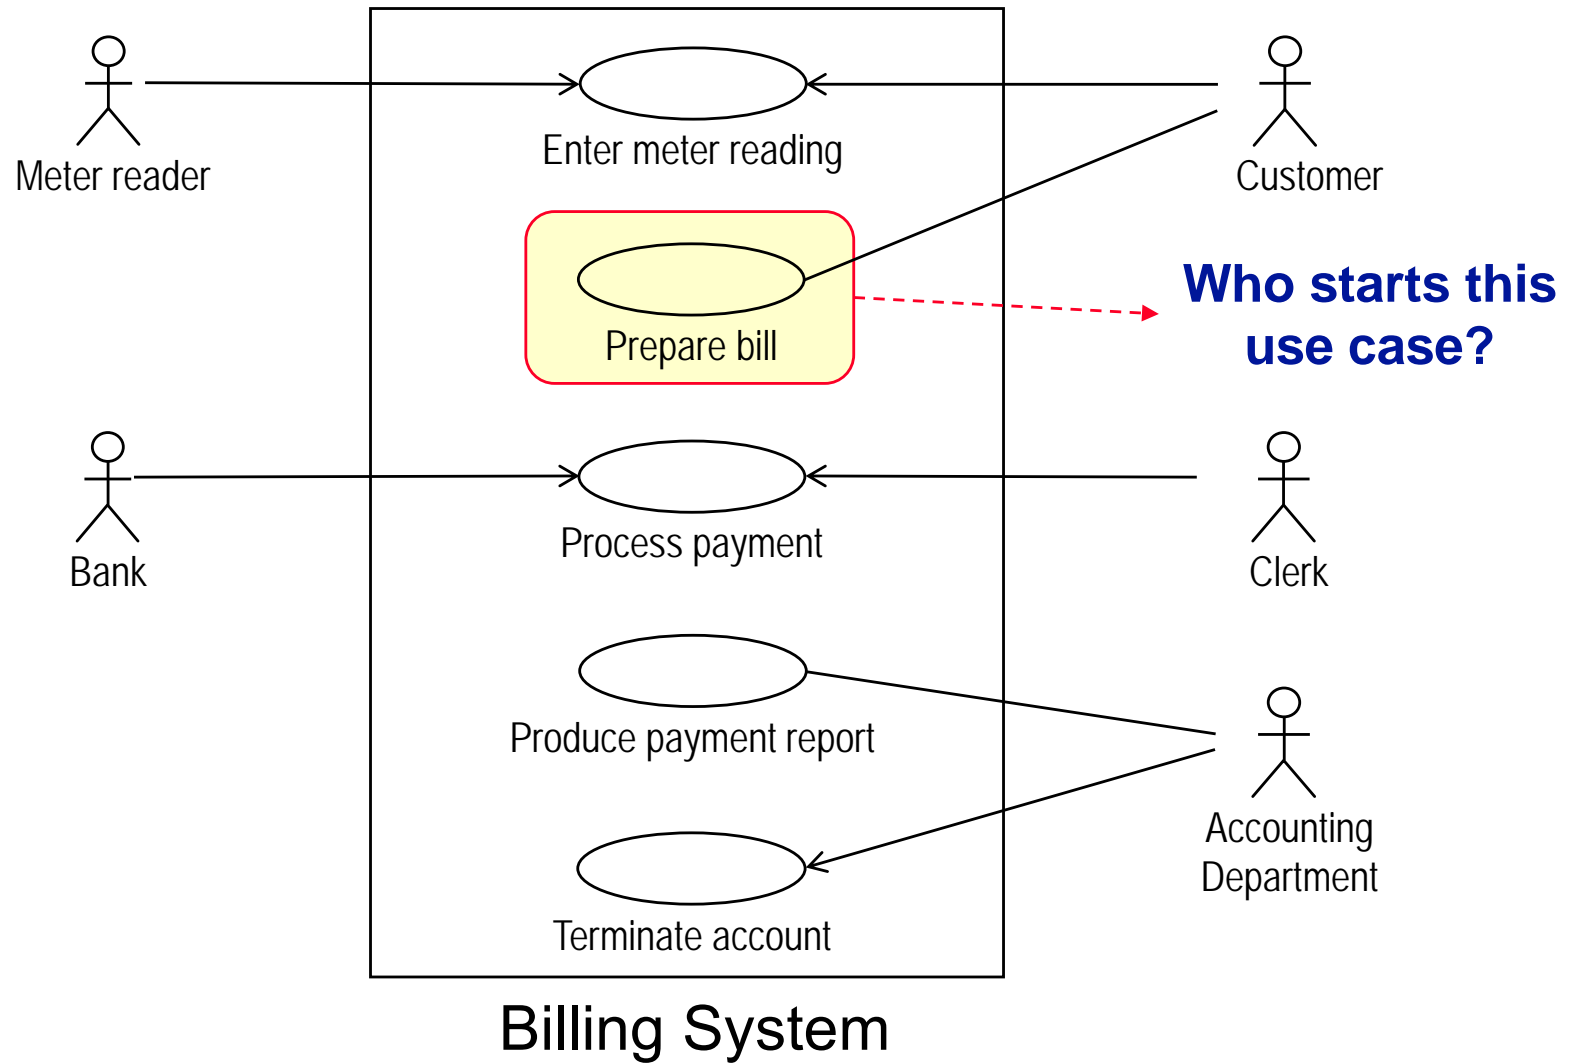 Enter meter reading
Meter reader
Customer
Who starts this
use case?
Prepare bill
Process payment
Bank
Clerk
Produce payment report
Accounting
Department
Terminate account
Billing System